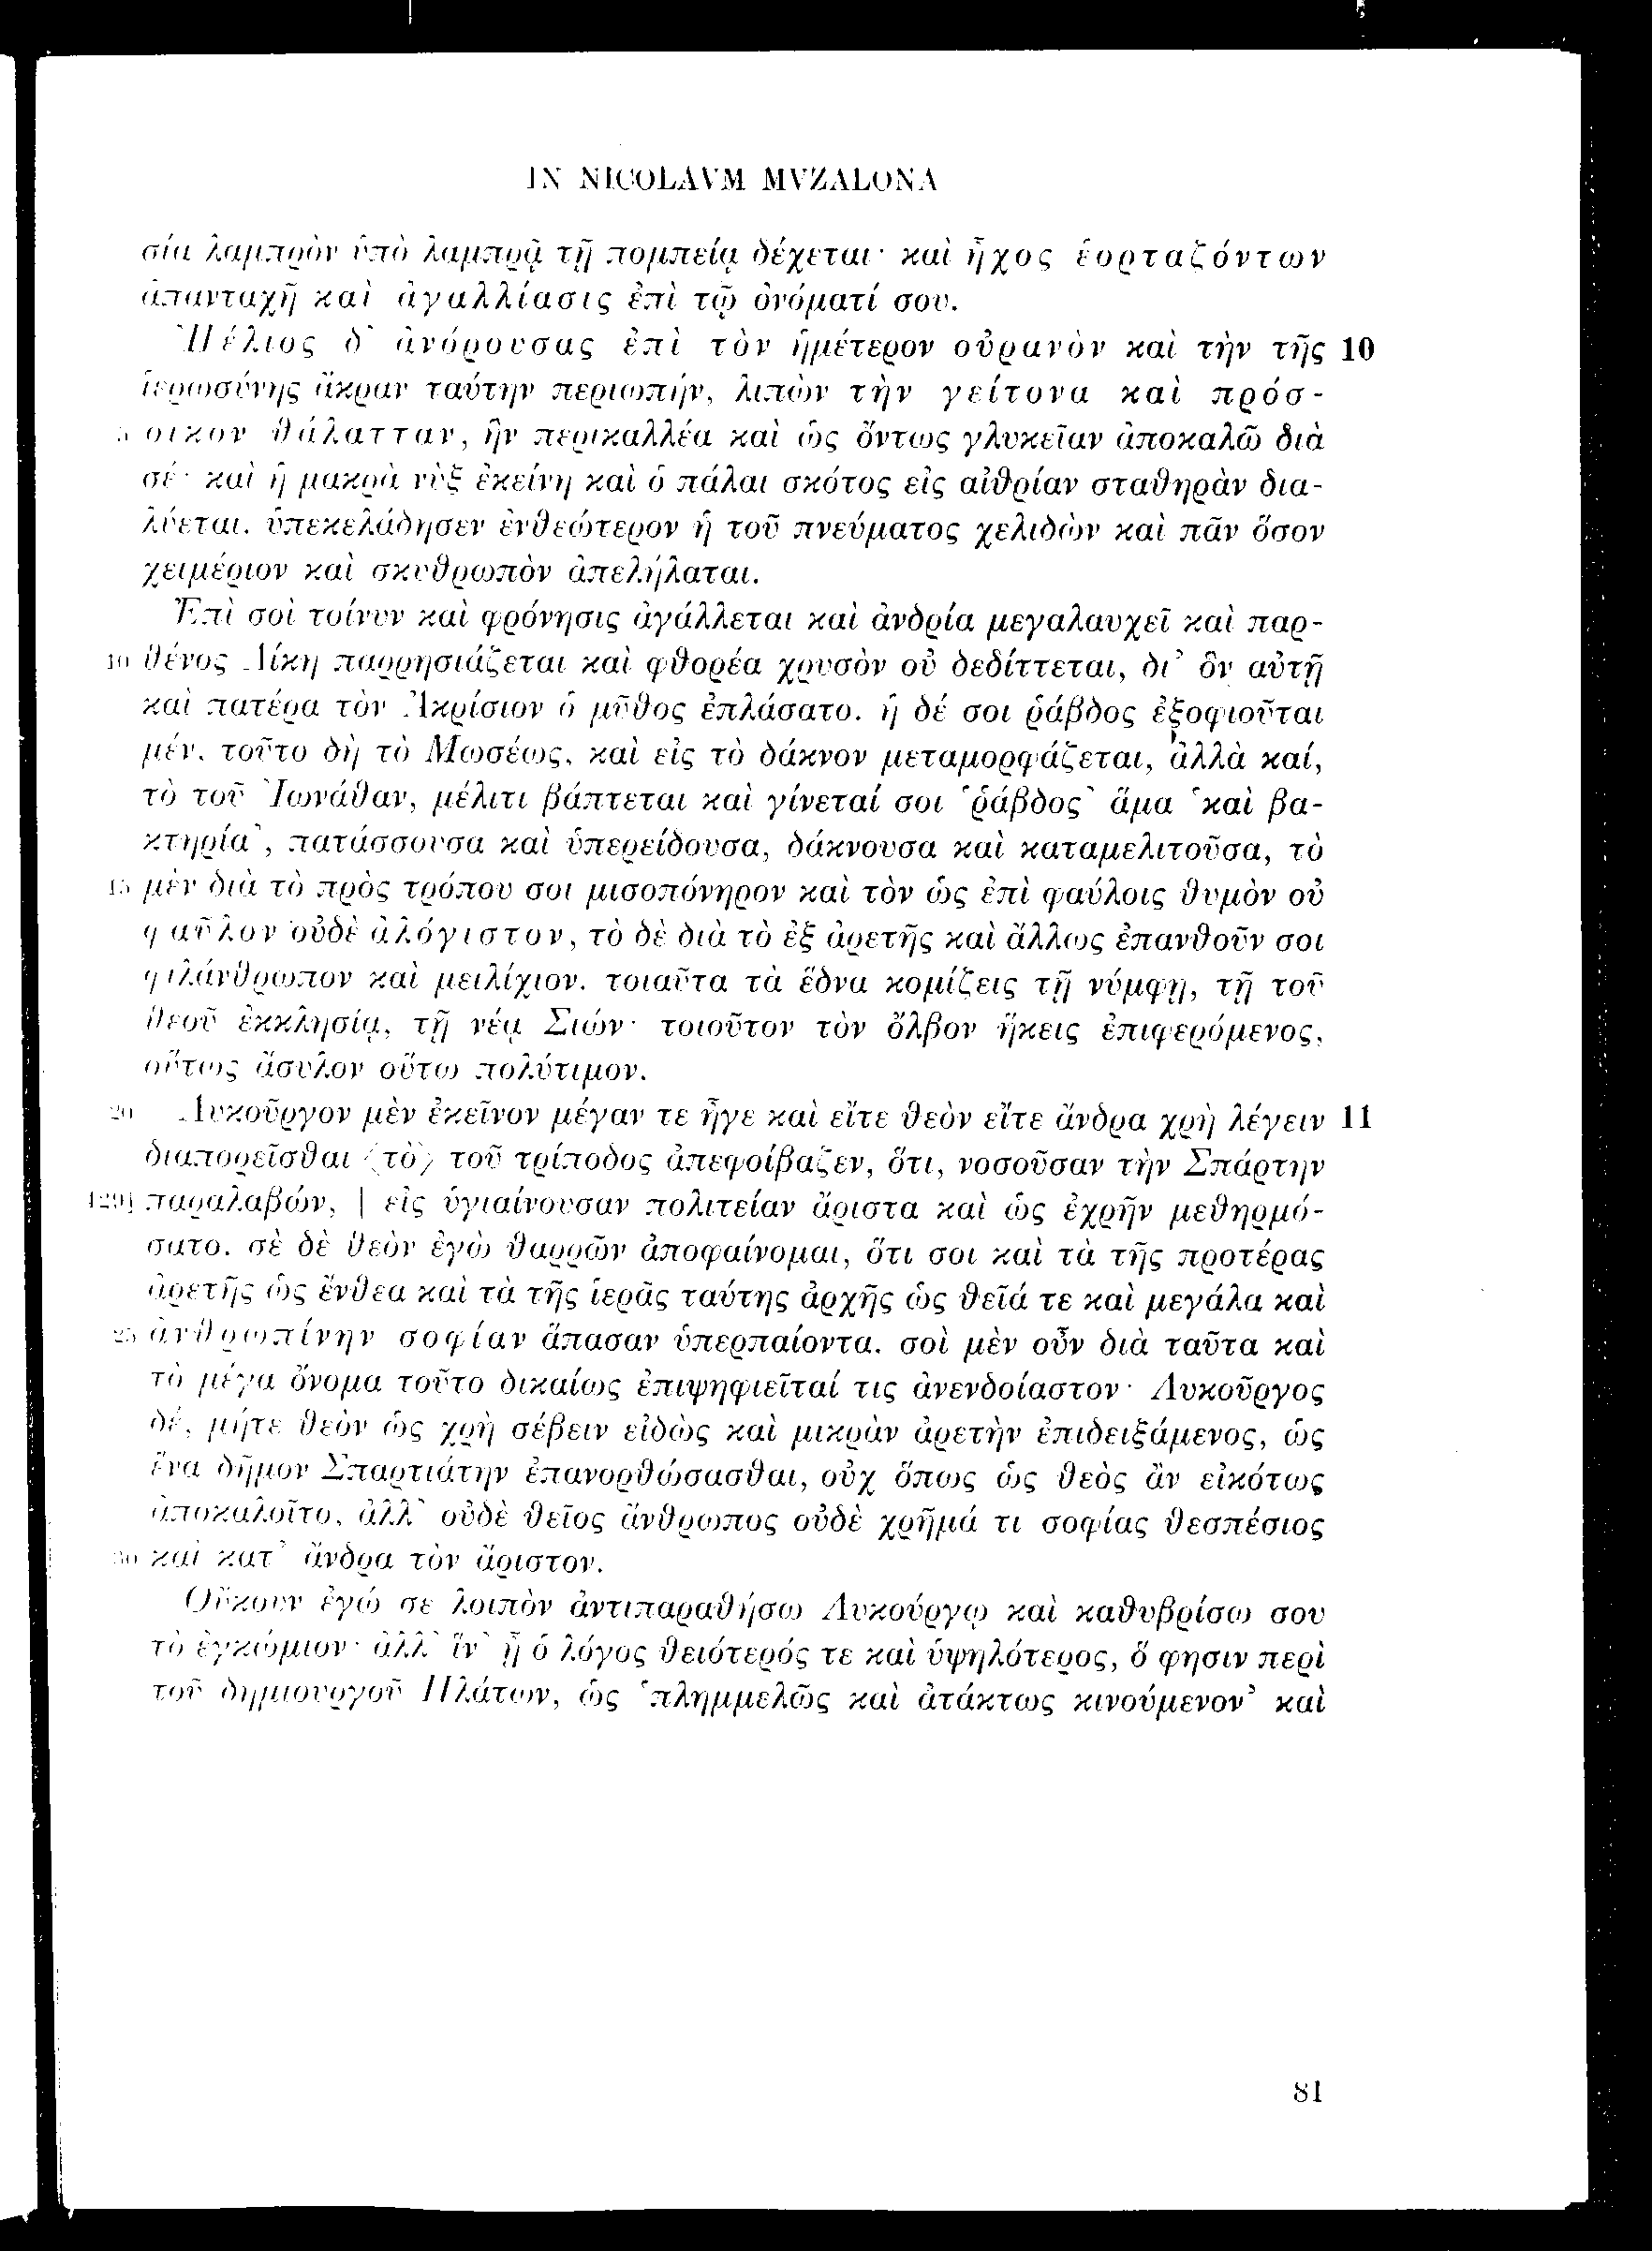 IN NICOLAVM MVZALONA
σία λαμπρὸν ὑπὸ λαμπρᾷ τῇ πομπείᾳ δέχεται· καὶ ἦχος ἑορταζόντων
ἁπανταχῆ καὶ ἀγαλλίασις ἐπὶ τῷ ὀνόματί σου.
Ἠέλιος δ' ἀνόρουσας ἐπὶ τὸν ἡμέτερον οὐρανὸν καὶ τὴν τῆς 10
ἱερωσύνης ἄκραν ταύτην περιωπήν, λιπὼν τὴν γείτονα καὶ πρόσ-
5 οικον θάλατταν, ἣν περικαλλέα καὶ ὡς ὄντως γλυκεῖαν ἀποκαλῶ διὰ
σέ· καὶ ἡ μακρὰ νὺξ ἐκείνη καὶ ὁ πάλαι σκότος εἰς αἰθρίαν σταθηρὰν δια-
λύεται. ὑπεκελάδησεν ἐνθεώτερον ἡ τοῦ πνεύματος χελιδὼν καὶ πᾶν ὅσον
χειμέριον καὶ σκυθρωπὸν ἀπελήλαται.
Ἐπὶ σοὶ τοίνυν καὶ φρόνησις ἀγάλλεται καὶ ἀνδρία μεγαλαυχεῖ καὶ παρ-
10 θένος Δίκη παρρησιάζεται καὶ φθορέα χρυσὸν οὐ δεδίττεται, δι' ὃν αὐτῇ
καὶ πατέρα τὸν Ἀκρίσιον ὁ μῦθος ἐπλάσατο. ἡ δέ σοι ῥάβδος ἐξοφιοῦται
μέν, τοῦτο δὴ τὸ Μωσέως, καὶ εἰς τὸ δάκνον μεταμορφάζεται, ἀλλὰ καί,
τὸ τοῦ Ἰωνάθαν, μέλιτι βάπτεται καὶ γίνεταί σοι 'ῥάβδος' ἅμα 'καὶ βα-
κτηρία', πατάσσουσα καὶ ὑπερείδουσα, δάκνουσα καὶ καταμελιτοῦσα, τὸ
15 μὲν διὰ τὸ πρὸς τρόπου σοι μισοπόνηρον καὶ τὸν ὡς ἐπὶ φαύλοις θυμὸν οὐ
φαῦλον οὐδὲ ἀλόγιστον, τὸ δὲ διὰ τὸ ἐξ ἀρετῆς καὶ ἄλλως ἐπανθοῦν σοι
φιλάνθρωπον καὶ μειλίχιον. τοιαῦτα τὰ ἕδνα κομίζεις τῇ νύμφῃ, τῇ τοῦ
θεοῦ ἐκκλησίᾳ, τῇ νέᾳ Σιών· τοιοῦτον τὸν ὄλβον ἥκεις ἐπιφερόμενος,
οὕτως ἄσυλον οὕτω πολύτιμον.
20 Λυκοῦργον μὲν ἐκεῖνον μέγαν τε ἦγε καὶ εἴτε θεὸν εἴτε ἄνδρα χρὴ λέγειν 11
διαπορεῖσθαι ⟨τὸ⟩ τοῦ τρίποδος ἀπεφοίβαζεν, ὅτι, νοσοῦσαν τὴν Σπάρτην
129] παραλαβών, | εἰς ὑγιαίνουσαν πολιτείαν ἄριστα καὶ ὡς ἐχρῆν μεθηρμό-
σατο. σὲ δὲ θεὸν ἐγὼ θαρρῶν ἀποφαίνομαι, ὅτι σοι καὶ τὰ τῆς προτέρας
ἀρετῆς ὡς ἔνθεα καὶ τὰ τῆς ἱερᾶς ταύτης ἀρχῆς ὡς θεῖά τε καὶ μεγάλα καὶ
25 ἀνθρωπίνην σοφίαν ἅπασαν ὑπερπαίοντα. σοὶ μὲν οὖν διὰ ταῦτα καὶ
τὸ μέγα ὄνομα τοῦτο δικαίως ἐπιψηφιεῖταί τις ἀνενδοίαστον· Λυκοῦργος
δέ, μήτε θεὸν ὡς χρὴ σέβειν εἰδὼς καὶ μικρὰν ἀρετὴν ἐπιδειξάμενος, ὡς
ἕνα δῆμον Σπαρτιάτην ἐπανορθώσασθαι, οὐχ ὅπως ὡς θεὸς ἂν εἰκότως
ἀποκαλοῖτο, ἀλλ' οὐδὲ θεῖος ἄνθρωπος οὐδὲ χρῆμά τι σοφίας θεσπέσιος
30 καὶ κατ' ἄνδρα τὸν ἄριστον.
Οὔκουν ἐγώ σε λοιπὸν ἀντιπαραθήσω Λυκούργῳ καὶ καθυβρίσω σου
τὸ ἐγκώμιον· ἀλλ' ἵν' ᾖ ὁ λόγος θειότερός τε καὶ ὑψηλότερος, ὅ φησιν περὶ
τοῦ δημιουργοῦ Πλάτων, ὡς 'πλημμελῶς καὶ ἀτάκτως κινούμενον' καὶ
81